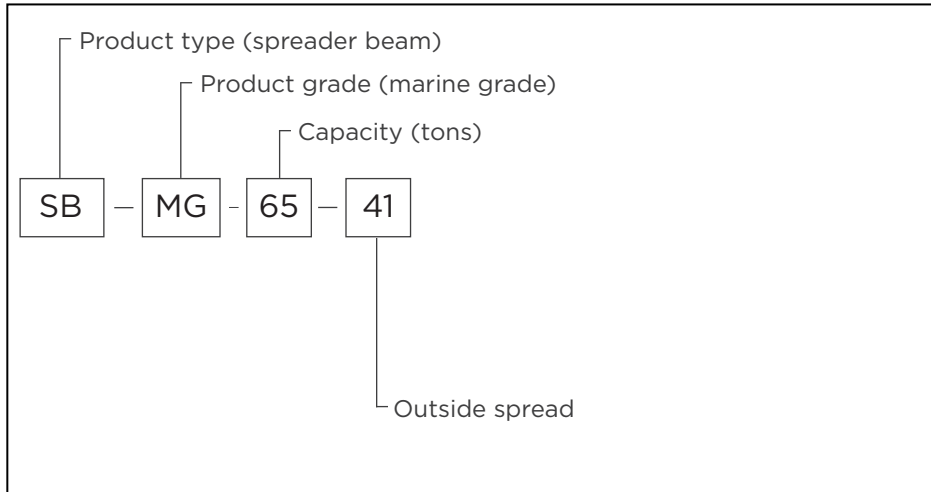 Product type (spreader beam)
Product grade (marine grade)
Capacity (tons)
SB – MG - 65 – 41
Outside spread